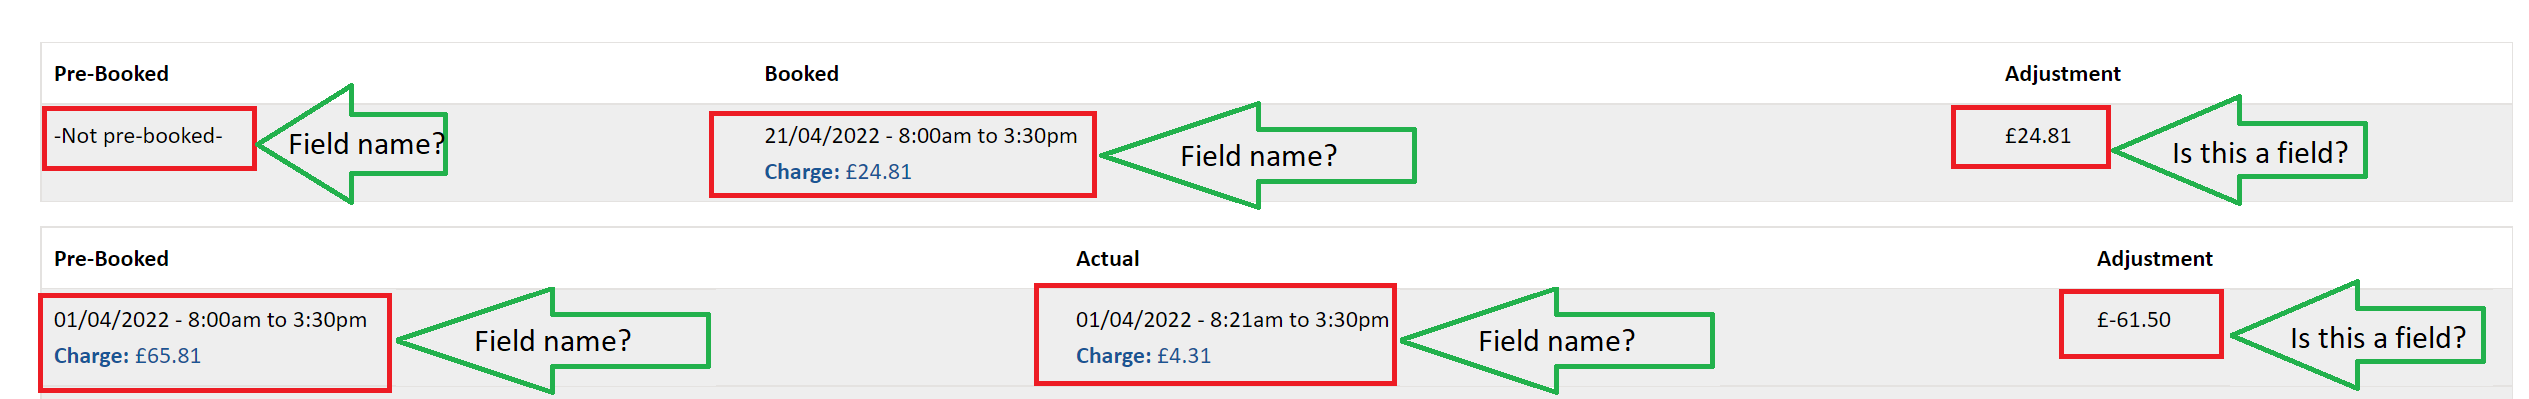 Pre-Booked Booked Adjustment
-Not pre-booked- Field name? 21/04/2022 - 8:00am to 3:30pm Field name? £24.81 Is this a field?
Charge: £24.81
Pre-Booked Actual Adjustment
01/04/2022 - 8:00am to 3:30pm Field name? 01/04/2022 - 8:21am to 3:30pm Field name? £-61.50 Is this a field?
Charge: £65.81 Charge: £4.31